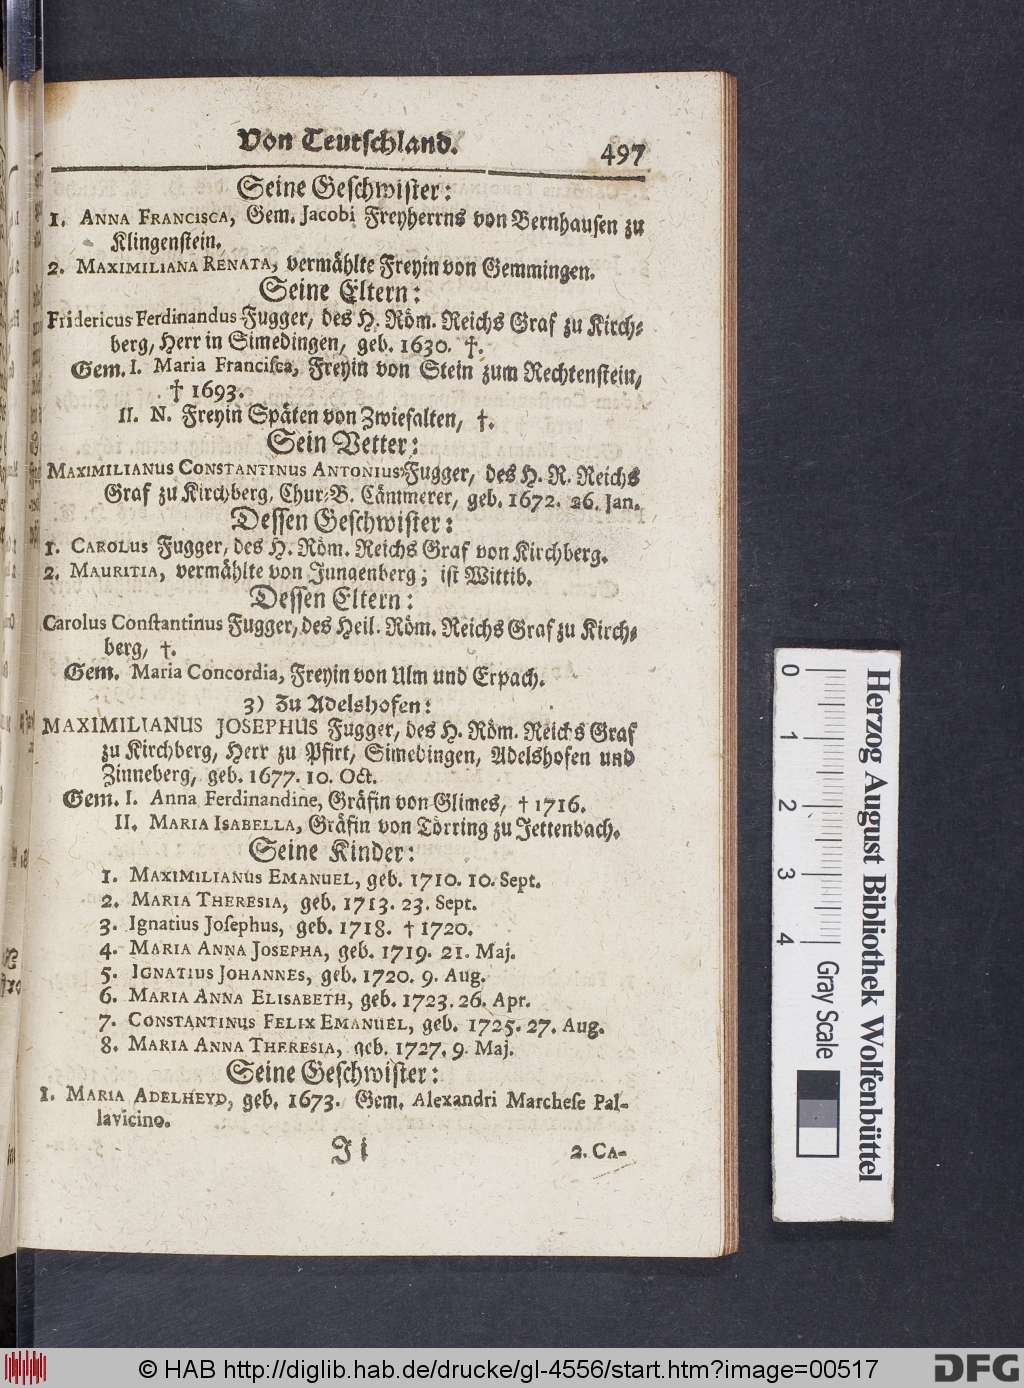 Von Teutschland.
497
Seine Geschwister:
1. ANNA FRANCISCA, Gem. Jacobi Freyherrns von Bernhausen zu
Klingenstein.
2. MAXIMILIANA RENATA, vermählte Freyin von Gemmingen.
Seine Eltern:
Fridericus Ferdinandus Fugger, des H. Röm. Reichs Graf zu Kirch-
berg, Herr in Simedingen, geb. 1630. †.
Gem. I. Maria Francisca, Freyin von Stein zum Rechtenstein,
† 1693.
II. N. Freyin Späten von Zwiefalten, †.
Sein Vetter:
MAXIMILIANUS CONSTANTINUS ANTONIUS Fugger, des H. R. Reichs
Graf zu Kirchberg, Chur-B. Cämmerer, geb. 1672. 26. Jan.
Dessen Geschwister:
1. CAROLUS Fugger, des H. Röm. Reichs Graf von Kirchberg.
2. MAURITIA, vermählte von Jungenberg; ist Wittib.
Dessen Eltern:
Carolus Constantinus Fugger, des Heil. Röm. Reichs Graf zu Kirch-
berg, †.
Gem. Maria Concordia, Freyin von Ulm und Erpach.
3) Zu Adelshofen:
MAXIMILIANUS JOSEPHUS Fugger, des H. Röm. Reichs Graf
zu Kirchberg, Herr zu Pfirt, Simedingen, Adelshofen und
Zinneberg, geb. 1677. 10. Oct.
Gem. I. Anna Ferdinandine, Gräfin von Glimes, † 1716.
II. MARIA ISABELLA, Gräfin von Törring zu Jettenbach.
Seine Kinder:
1. MAXIMILIANUS EMANUEL, geb. 1710. 10. Sept.
2. MARIA THERESIA, geb. 1713. 23. Sept.
3. Ignatius Josephus, geb. 1718. † 1720.
4. MARIA ANNA JOSEPHA, geb. 1719. 21. Maj.
5. IGNATIUS JOHANNES, geb. 1720. 9. Aug.
6. MARIA ANNA ELISABETH, geb. 1723. 26. Apr.
7. CONSTANTINUS FELIX EMANUEL, geb. 1725. 27. Aug.
8. MARIA ANNA THERESIA, geb. 1727. 9. Maj.
Seine Geschwister:
1. MARIA ADELHEYD, geb. 1673. Gem. Alexandri Marchese Pal-
lavicino.
Ji
2. CA-
0 1 2 3 4
Gray Scale
Herzog August Bibliothek Wolfenbüttel
© HAB http://diglib.hab.de/drucke/gl-4556/start.htm?image=00517
DFG